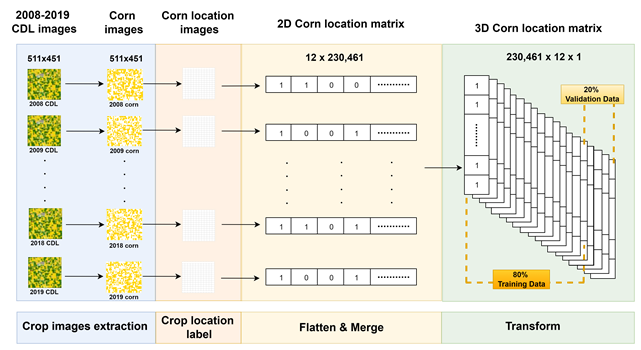 2008-2019
CDL images
Corn
images
Corn location
images
2D Corn location matrix
3D Corn location matrix
511x451
511x451
12 x 230,461
230,461 x 12 x 1
2008 CDL
2008 corn
1 1 0 0 ...........
2009 CDL
2009 corn
1 0 0 1 ...........
2018 CDL
2018 corn
1 1 0 1 ...........
2019 CDL
2019 corn
1 0 0 1 ...........
1
1
1
1
20%
Validation Data
80%
Training Data
Crop images extraction
Crop location
label
Flatten & Merge
Transform